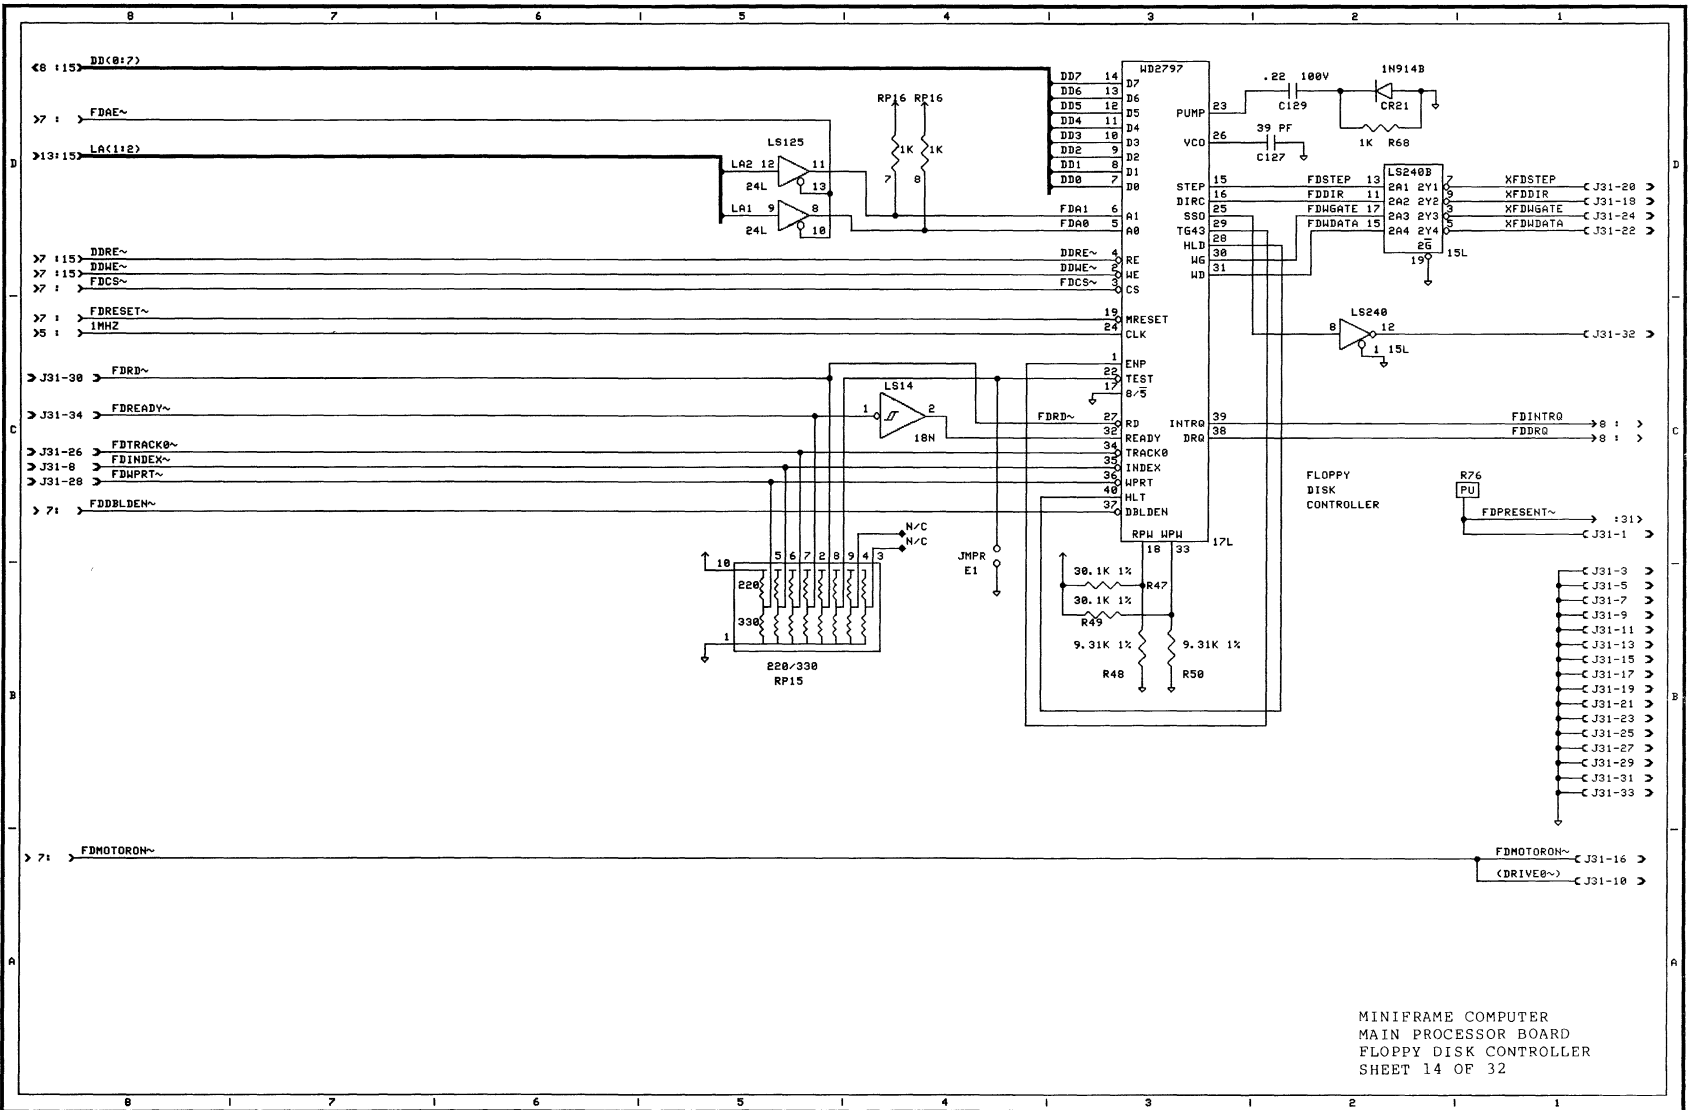 8 7 6 5 4 3 2 1
<8 :15> DD(0:7)
>7 : > FDAE~
>13:15> LA(1:2)
LS125
LA2 12 11
24L 13
LA1 9 8
24L 10
RP16 RP16
1K 1K
7 8
WD2797
DD7 14 D7
DD6 13 D6
DD5 12 D5
DD4 11 D4
DD3 10 D3
DD2 9 D2
DD1 8 D1
DD0 7 D0
FDA1 6 A1
FDA0 5 A0
DDRE~ 4 RE
DDWE~ 2 WE
FDCS~ 3 CS
19 MRESET
24 CLK
1 ENP
22 TEST
17 8/5
FDRD~ 27 RD
32 READY
34 TRACK0
35 INDEX
36 WPRT
40 HLT
37 DBLDEN
PUMP 23
VCO 26
STEP 15
DIRC 16
SSO 25
TG43 29
HLD 28
WG 30
WD 31
INTRQ 39
DRQ 38
RPW WPW
18 33
17L
.22 100V
C129
1N914B
CR21
1K R68
39 PF
C127
LS240B
FDSTEP 13 2A1 2Y1 7 XFDSTEP J31-20 >
FDDIR 11 2A2 2Y2 9 XFDDIR J31-18 >
FDWGATE 17 2A3 2Y3 3 XFDWGATE J31-24 >
FDWDATA 15 2A4 2Y4 5 XFDWDATA J31-22 >
2G
19 15L
LS240
8 12
1 15L
J31-32 >
>7 :15> DDRE~
>7 :15> DDWE~
>7 : > FDCS~
>7 : > FDRESET~
>5 : > 1MHZ
> J31-30 > FDRD~
> J31-34 > FDREADY~
> J31-26 > FDTRACK0~
> J31-8 > FDINDEX~
> J31-28 > FDWPRT~
> 7: > FDDBLDEN~
LS14
1 2
18N
FDINTRQ >8 : >
FDDRQ >8 : >
FLOPPY
DISK
CONTROLLER
R76
PU
FDPRESENT~ > :31>
J31-1 >
N/C
N/C
5 6 7 2 8 9 4 3
10
220
330
1
220/330
RP15
JMPR
E1
30.1K 1%
R47
30.1K 1%
R49
9.31K 1% 9.31K 1%
R48 R50
J31-3 >
J31-5 >
J31-7 >
J31-9 >
J31-11 >
J31-13 >
J31-15 >
J31-17 >
J31-19 >
J31-21 >
J31-23 >
J31-25 >
J31-27 >
J31-29 >
J31-31 >
J31-33 >
> 7: > FDMOTORON~
FDMOTORON~ J31-16 >
(DRIVE0~) J31-10 >
D D
C C
B B
A A
MINIFRAME COMPUTER
MAIN PROCESSOR BOARD
FLOPPY DISK CONTROLLER
SHEET 14 OF 32
8 7 6 5 4 3 2 1